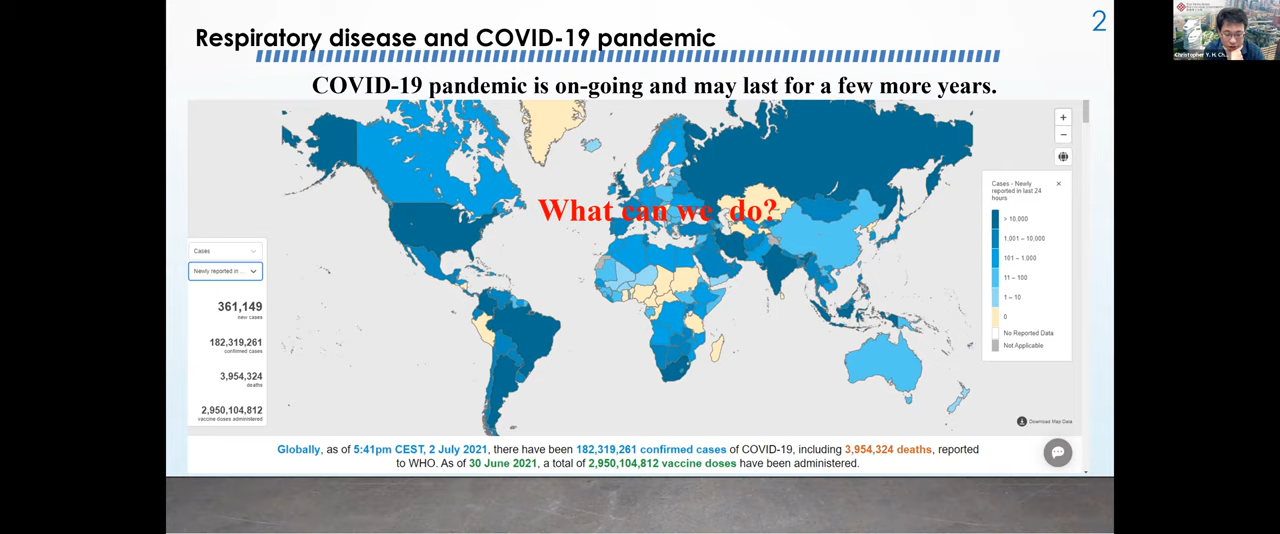 2
Respiratory disease and COVID-19 pandemic
COVID-19 pandemic is on-going and may last for a few more years.
What can we do?
Cases
Newly reported in ...
361,149
new cases
182,319,261
confirmed cases
3,954,324
deaths
2,950,104,812
vaccine doses administered
+
−
Cases - Newly
reported in last 24
hours
×
> 10,000
1,001 – 10,000
101 – 1,000
11 – 100
1 – 10
0
No Reported Data
Not Applicable
Download Map Data
Globally, as of 5:41pm CEST, 2 July 2021, there have been 182,319,261 confirmed cases of COVID-19, including 3,954,324 deaths, reported
to WHO. As of 30 June 2021, a total of 2,950,104,812 vaccine doses have been administered.
Christopher Y. H. Ch...